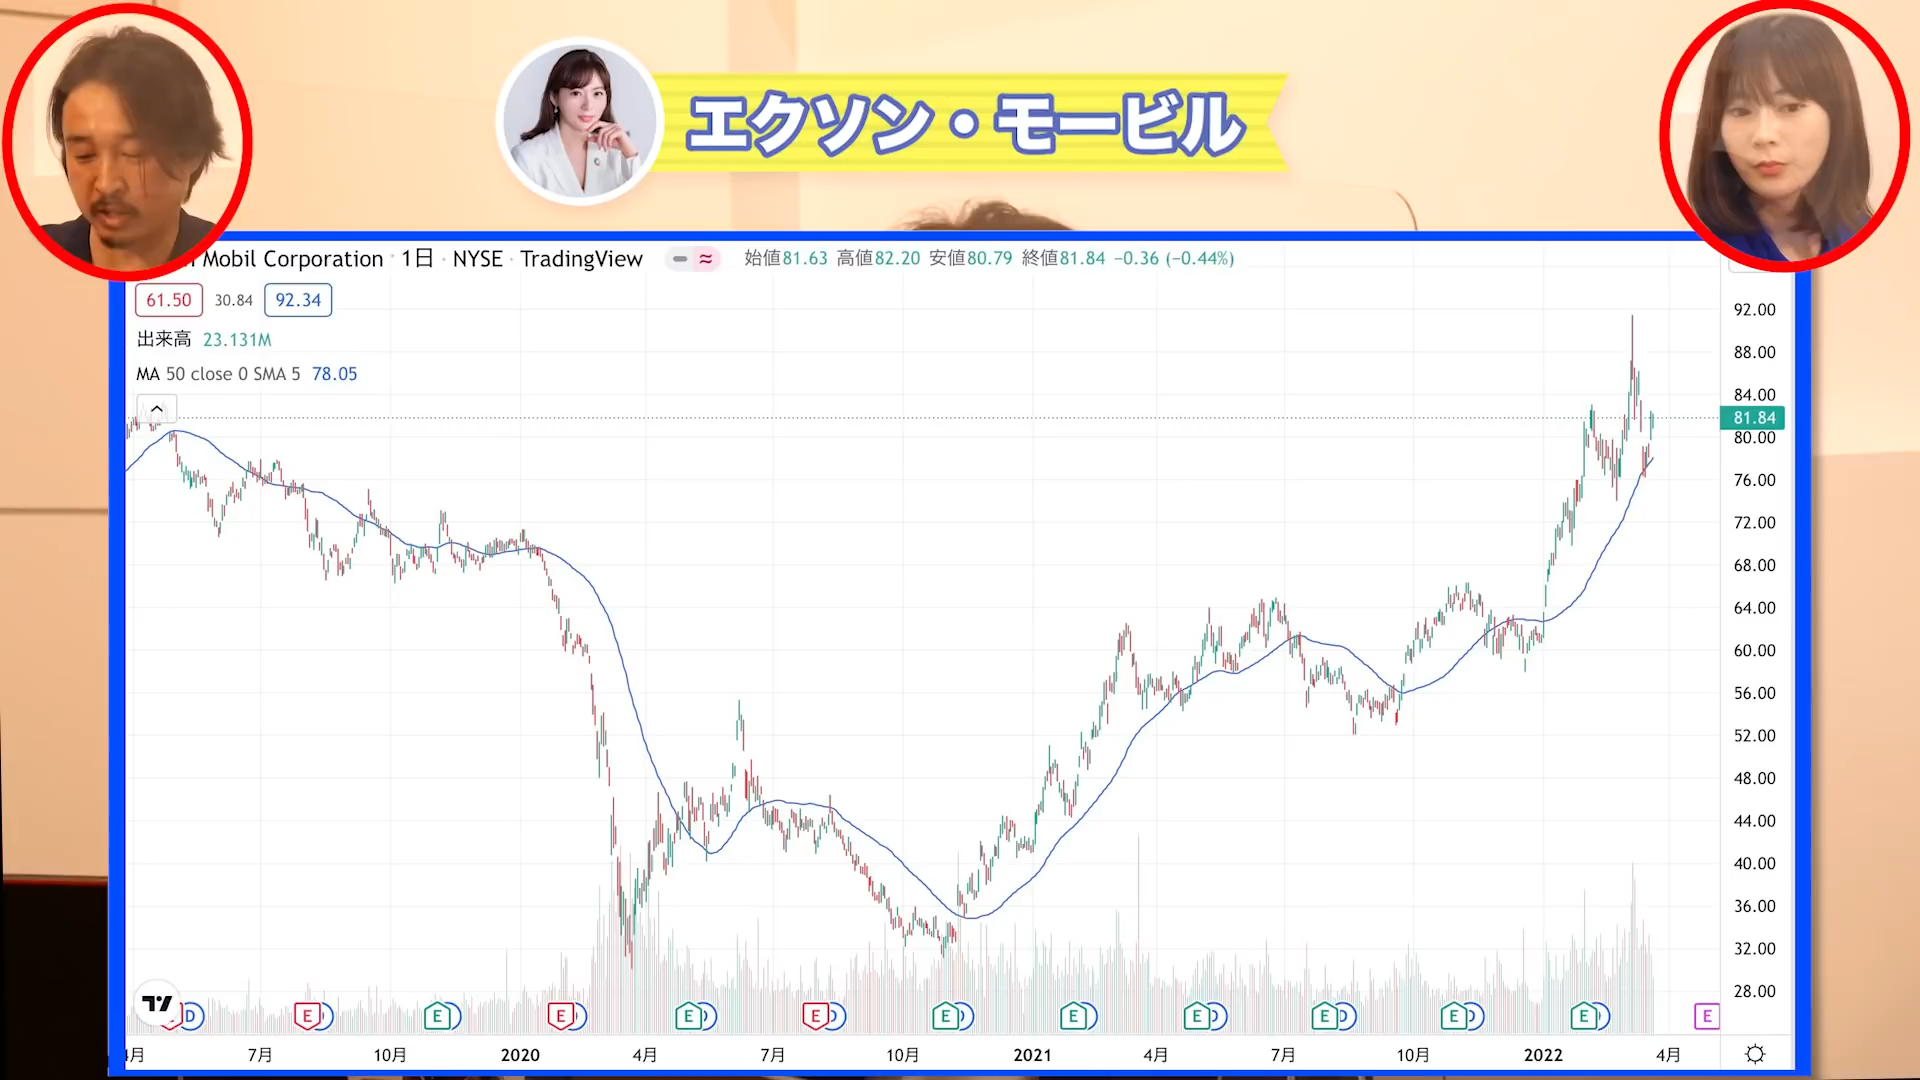 エクソン・モービル
Mobil Corporation · 1日 · NYSE · TradingView
始値81.63 高値82.20 安値80.79 終値81.84 −0.36 (−0.44%)
61.50 30.84 92.34
出来高 23.131M
MA 50 close 0 SMA 5 78.05
92.00
88.00
84.00
81.84
80.00
76.00
72.00
68.00
64.00
60.00
56.00
52.00
48.00
44.00
40.00
36.00
32.00
28.00
D E E E E E E E E E E E E
4月 7月 10月 2020 4月 7月 10月 2021 4月 7月 10月 2022 4月